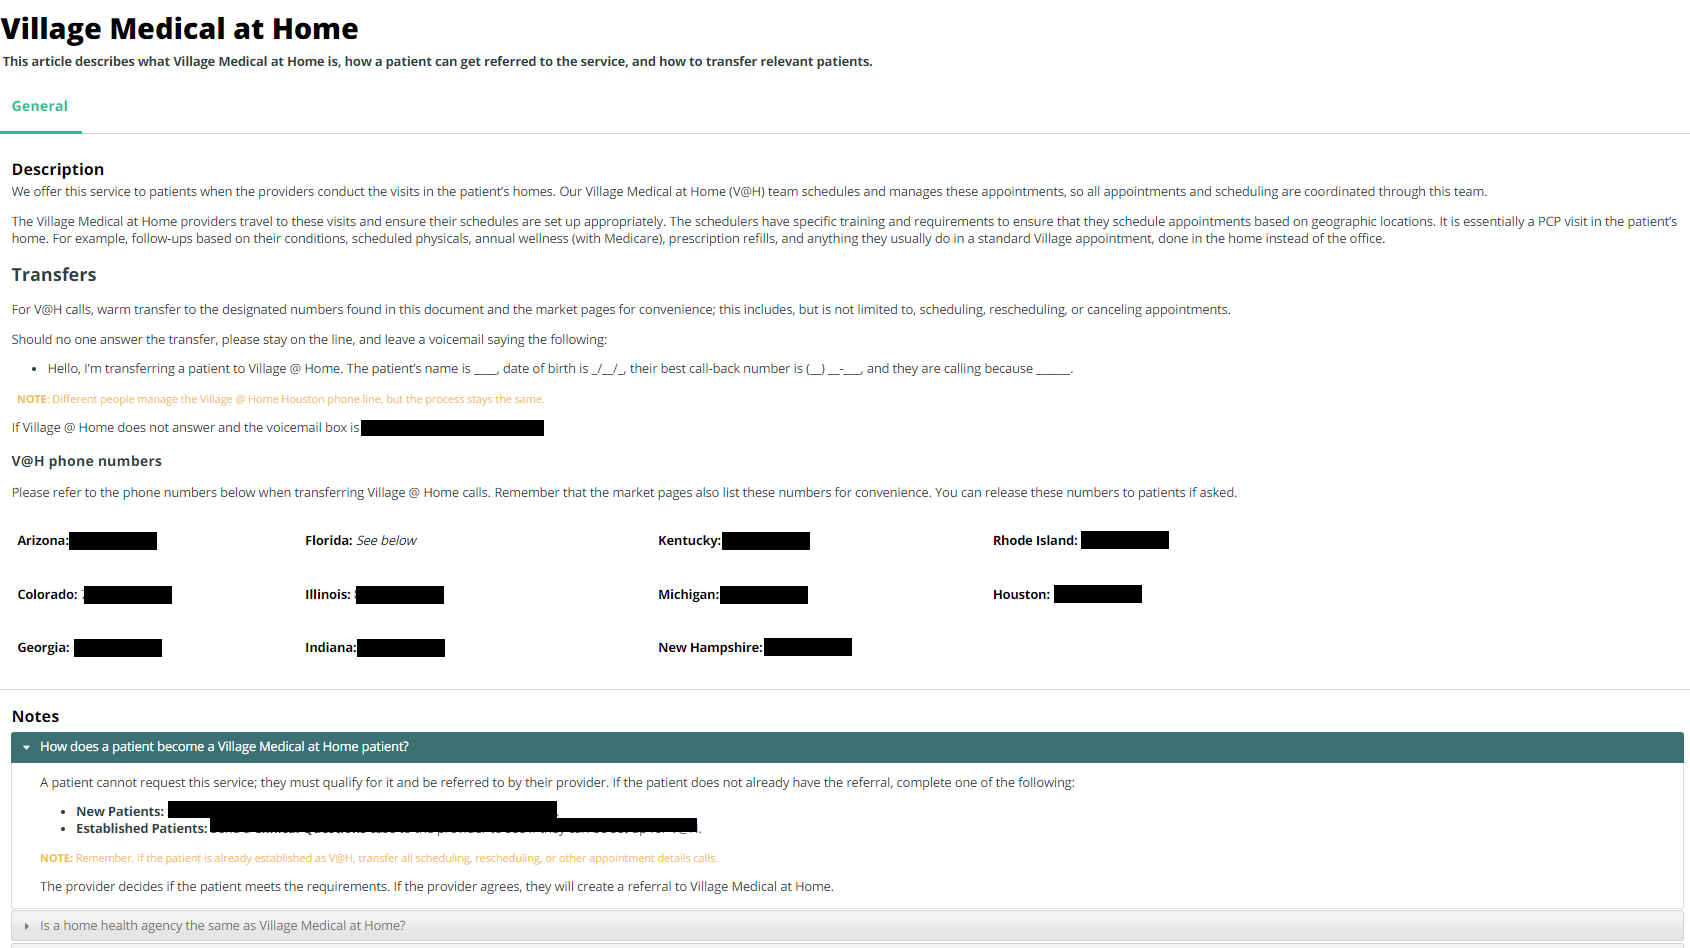 Village Medical at Home
This article describes what Village Medical at Home is, how a patient can get referred to the service, and how to transfer relevant patients.
General
Description
We offer this service to patients when the providers conduct the visits in the patient's homes. Our Village Medical at Home (V@H) team schedules and manages these appointments, so all appointments and scheduling are coordinated through this team.
The Village Medical at Home providers travel to these visits and ensure their schedules are set up appropriately. The schedulers have specific training and requirements to ensure that they schedule appointments based on geographic locations. It is essentially a PCP visit in the patient's
home. For example, follow-ups based on their conditions, scheduled physicals, annual wellness (with Medicare), prescription refills, and anything they usually do in a standard Village appointment, done in the home instead of the office.
Transfers
For V@H calls, warm transfer to the designated numbers found in this document and the market pages for convenience; this includes, but is not limited to, scheduling, rescheduling, or canceling appointments.
Should no one answer the transfer, please stay on the line, and leave a voicemail saying the following:
• Hello, I'm transferring a patient to Village @ Home. The patient's name is ____, date of birth is _/__/_, their best call-back number is (__) __-___, and they are calling because ______.
NOTE: Different people manage the Village @ Home Houston phone line, but the process stays the same.
If Village @ Home does not answer and the voicemail box is
V@H phone numbers
Please refer to the phone numbers below when transferring Village @ Home calls. Remember that the market pages also list these numbers for convenience. You can release these numbers to patients if asked.
Arizona: Florida: See below Kentucky: Rhode Island:
Colorado: Illinois: Michigan: Houston:
Georgia: Indiana: New Hampshire:
Notes
How does a patient become a Village Medical at Home patient?
A patient cannot request this service; they must qualify for it and be referred to by their provider. If the patient does not already have the referral, complete one of the following:
• New Patients:
• Established Patients:
NOTE: Remember, if the patient is already established as V@H, transfer all scheduling, rescheduling, or other appointment details calls.
The provider decides if the patient meets the requirements. If the provider agrees, they will create a referral to Village Medical at Home.
Is a home health agency the same as Village Medical at Home?